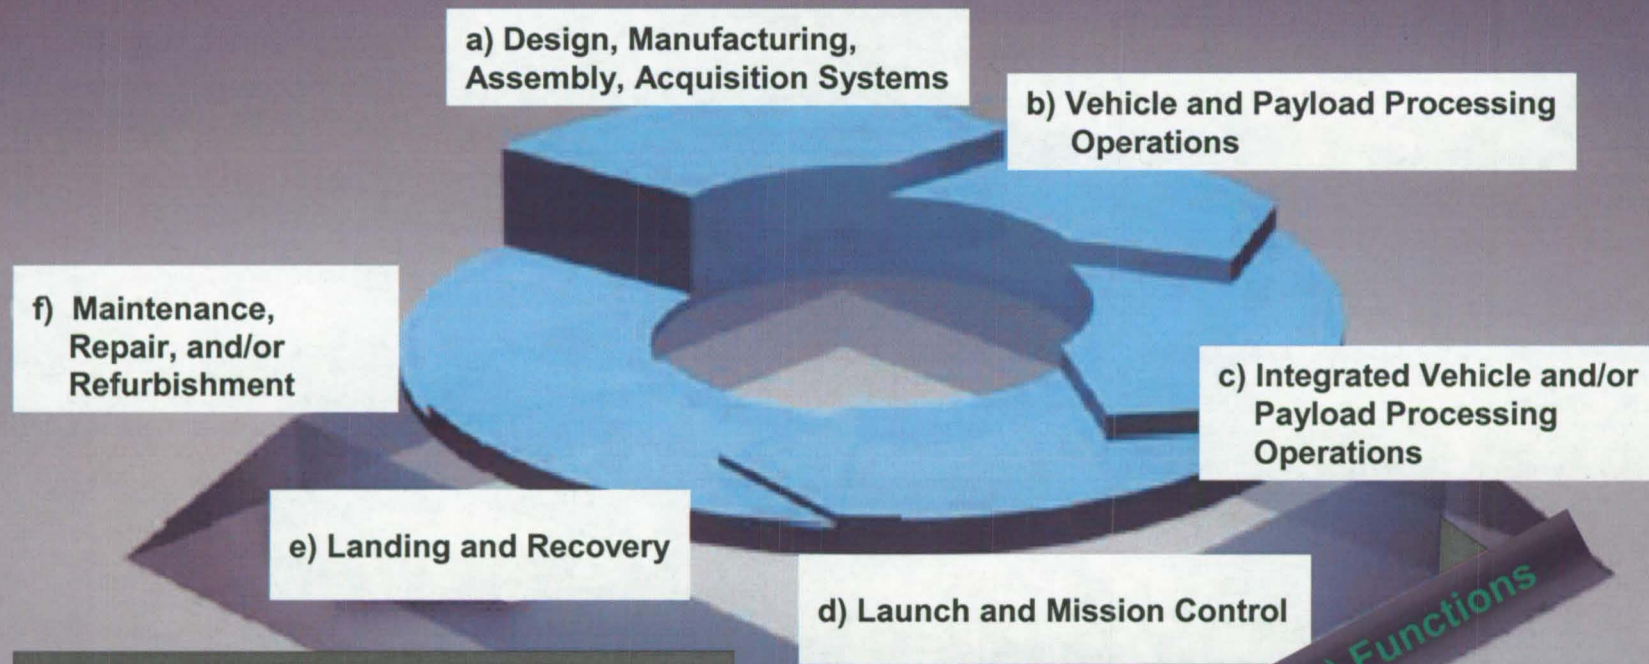 a) Design, Manufacturing,
Assembly, Acquisition Systems
b) Vehicle and Payload Processing
Operations
c) Integrated Vehicle and/or
Payload Processing
Operations
d) Launch and Mission Control
e) Landing and Recovery
f) Maintenance,
Repair, and/or
Refurbishment
) Functions